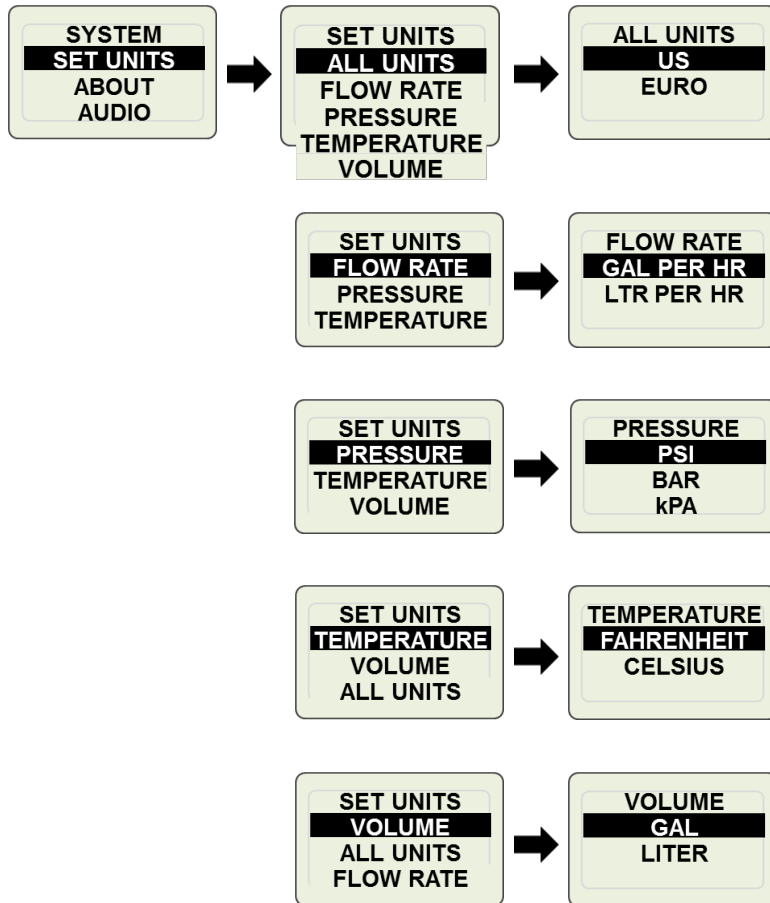 SYSTEM
SET UNITS
ABOUT
AUDIO
SET UNITS
ALL UNITS
FLOW RATE
PRESSURE
TEMPERATURE
VOLUME
ALL UNITS
US
EURO
SET UNITS
FLOW RATE
PRESSURE
TEMPERATURE
FLOW RATE
GAL PER HR
LTR PER HR
SET UNITS
PRESSURE
TEMPERATURE
VOLUME
PRESSURE
PSI
BAR
kPA
SET UNITS
TEMPERATURE
VOLUME
ALL UNITS
TEMPERATURE
FAHRENHEIT
CELSIUS
SET UNITS
VOLUME
ALL UNITS
FLOW RATE
VOLUME
GAL
LITER